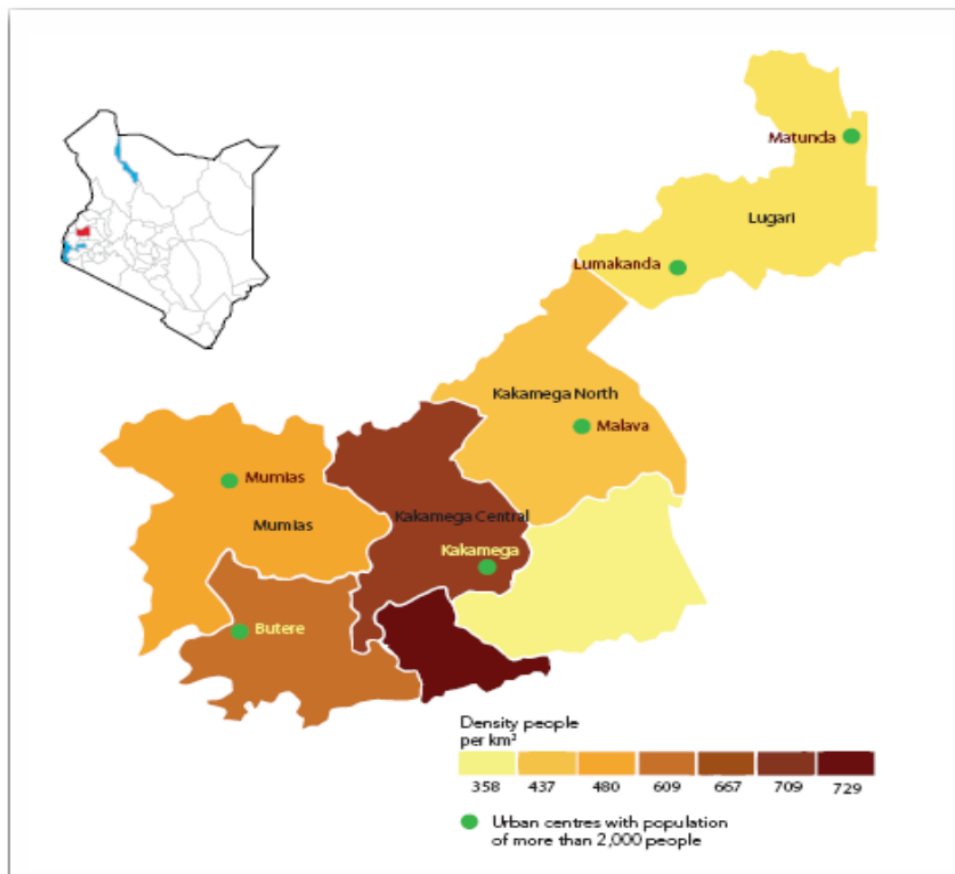 Matunda
Lugari
Lumakanda
Kakamega North
Malava
Mumias
Mumias
Kakamega Central
Kakamega
Butere
Density people
per km²
358 437 480 609 667 709 729
Urban centres with population
of more than 2,000 people